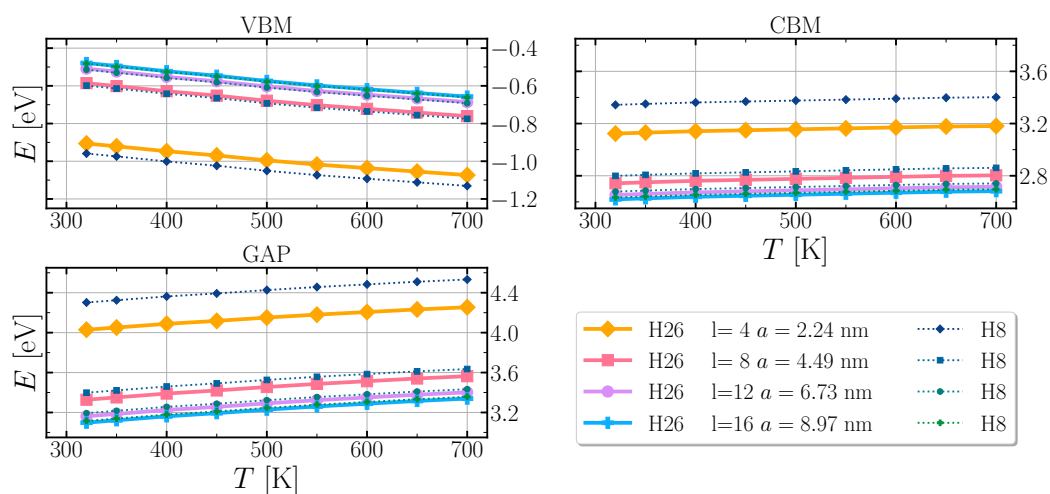 VBM
CBM
E [eV]
−0.4
−0.6
−0.8
−1.0
−1.2
300 400 500 600 700
3.6
3.2
2.8
300 400 500 600 700
T [K]
GAP
E [eV]
4.4
4.0
3.6
3.2
300 400 500 600 700
T [K]
H26 l= 4 a = 2.24 nm H8
H26 l= 8 a = 4.49 nm H8
H26 l=12 a = 6.73 nm H8
H26 l=16 a = 8.97 nm H8